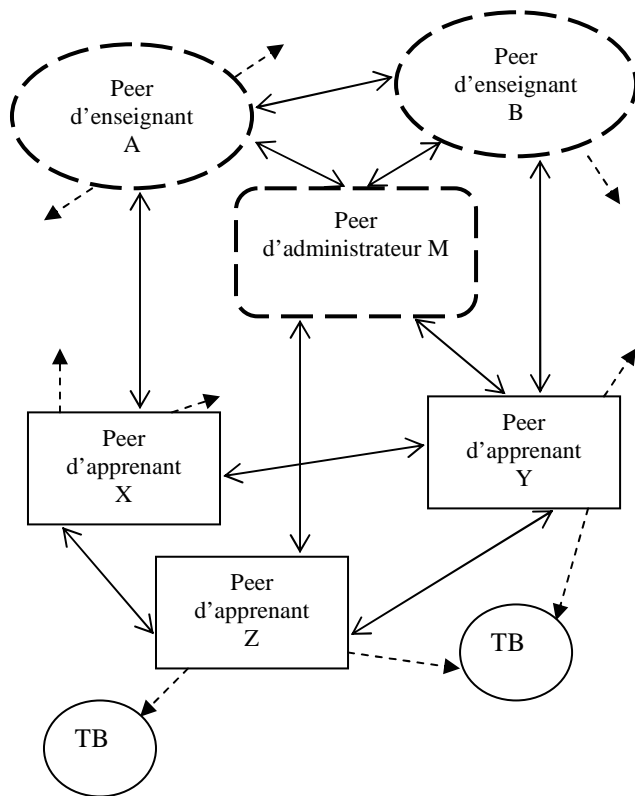 Peer
d'enseignant
A
Peer
d'enseignant
B
Peer
d'administrateur M
Peer
d'apprenant
X
Peer
d'apprenant
Y
Peer
d'apprenant
Z
TB
TB